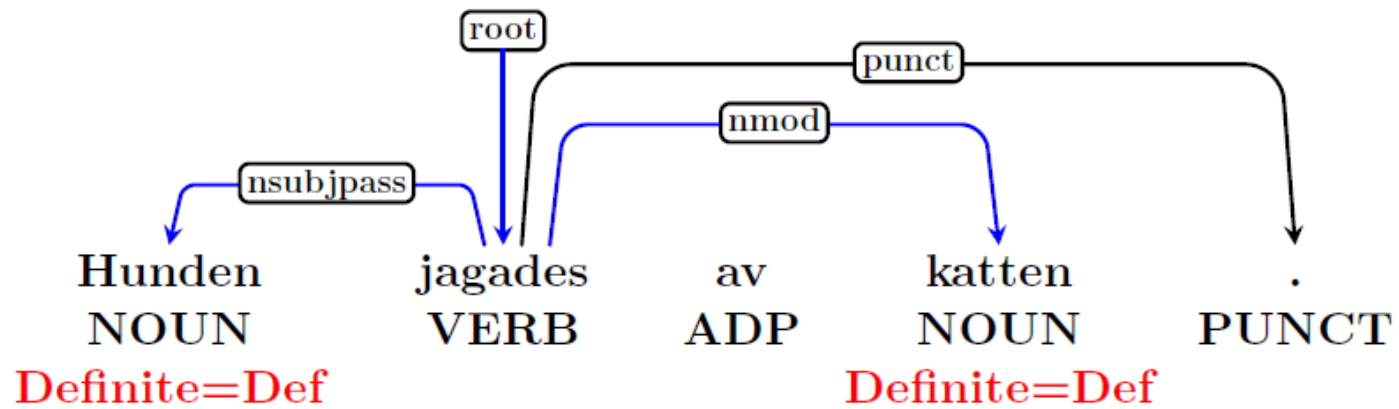 root
punct
nmod
nsubjpass
Hunden jagades av katten .
NOUN VERB ADP NOUN PUNCT
Definite=Def Definite=Def